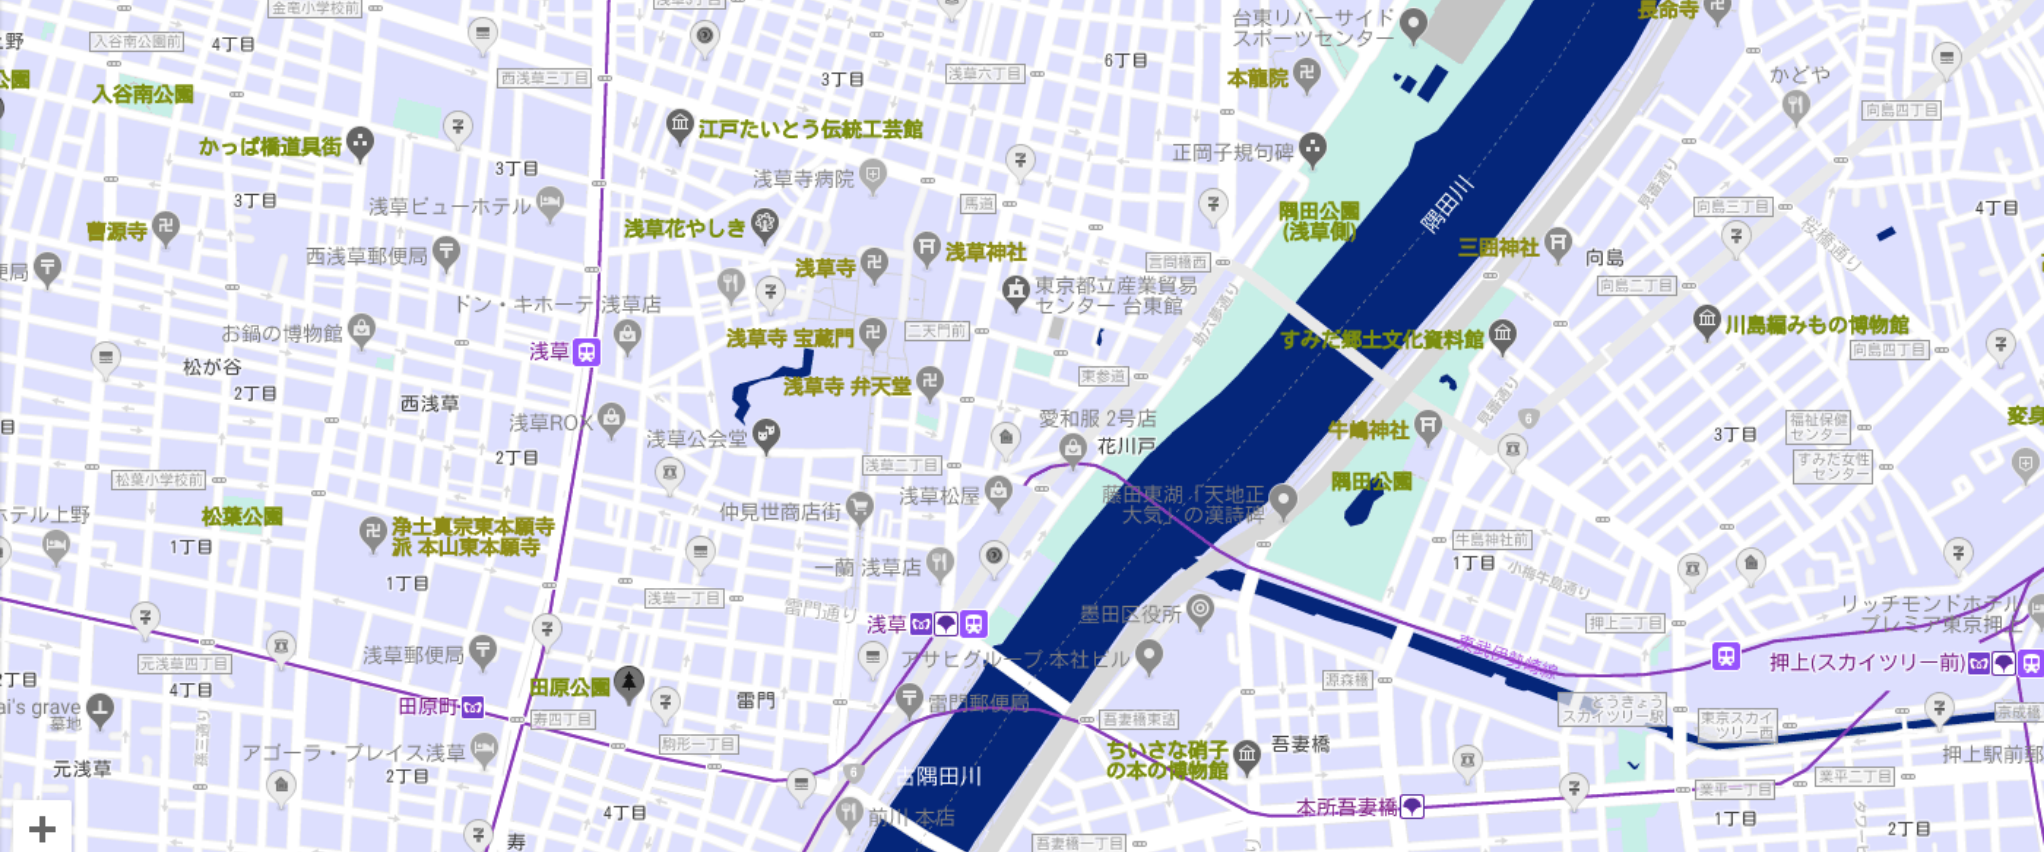 金竜小学校前
台東リバーサイド
スポーツセンター
長命寺
入谷南公園前
4丁目
6丁目
西浅草三丁目
3丁目
浅草六丁目
本龍院
かどや
公園
入谷南公園
向島四丁目
江戸たいとう伝統工芸館
かっぱ橋道具街
正岡子規句碑
3丁目
浅草寺病院
見番通り
3丁目
浅草ビューホテル
馬道
隅田公園
(浅草側)
隅田川
向島三丁目
4丁目
曹源寺
浅草花やしき
桜橋通り
西浅草郵便局
浅草寺
浅草神社
言問橋西
三囲神社
向島
便局
東京都立産業貿易
センター 台東館
向島二丁目
ドン・キホーテ 浅草店
助六夢通り
お鍋の博物館
浅草寺 宝蔵門
二天門前
すみだ郷土文化資料館
川島編みもの博物館
浅草
向島四丁目
松が谷
東参道
2丁目
浅草寺 弁天堂
西浅草
見番通り
浅草ROX
愛和服 2号店
6
福祉保健
センター
変身
浅草公会堂
花川戸
牛嶋神社
3丁目
2丁目
浅草二丁目
すみだ女性
センター
松葉小学校前
隅田公園
浅草松屋
藤田東湖「天地正
大気」の漢詩碑
ホテル上野
松葉公園
仲見世商店街
浄土真宗東本願寺
派 本山東本願寺
牛島神社前
1丁目
1丁目
一蘭 浅草店
小梅牛島通り
1丁目
浅草一丁目
雷門通り
墨田区役所
リッチモンドホテル
プレミア東京押上
浅草
押上二丁目
東武伊勢崎線
元浅草四丁目
浅草郵便局
アサヒグループ 本社ビル
押上(スカイツリー前)
2丁目
4丁目
田原公園
源森橋
雷門
雷門郵便局
ai's grave
墓地
田原町
寿四丁目
吾妻橋東詰
とうきょう
スカイツリー駅
東京スカイ
ツリー西
京成橋
駒形一丁目
吾妻橋
アゴーラ・プレイス浅草
ちいさな硝子
の本の博物館
押上駅前郵
元浅草
2丁目
6
古隅田川
業平一丁目
業平二丁目
本所吾妻橋
4丁目
前川 本店
1丁目
2丁目
タワー
寿
吾妻橋一丁目